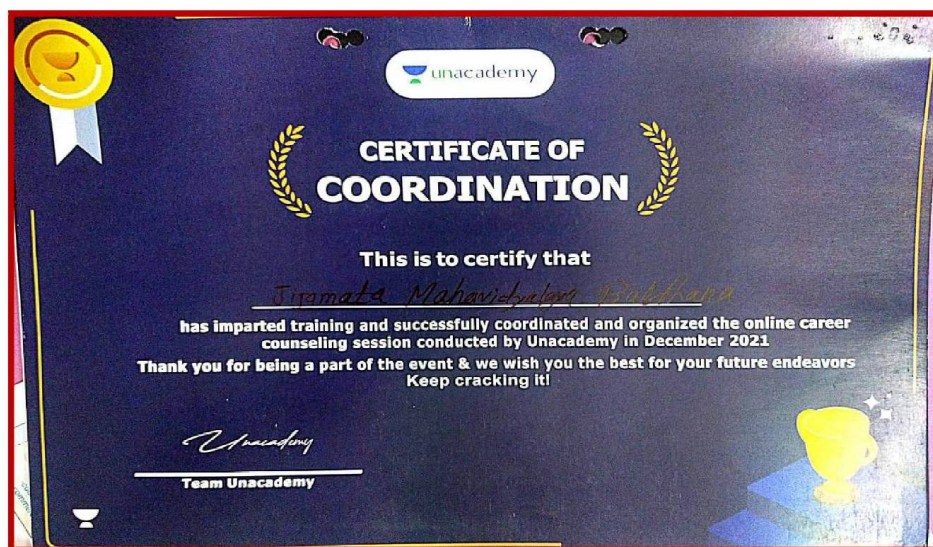 unacademy
CERTIFICATE OF
COORDINATION
This is to certify that
Jijamata Mahavidyalaya Buldhana
has imparted training and successfully coordinated and organized the online career
counseling session conducted by Unacademy in December 2021
Thank you for being a part of the event & we wish you the best for your future endeavors
Keep cracking it!
Unacademy
Team Unacademy